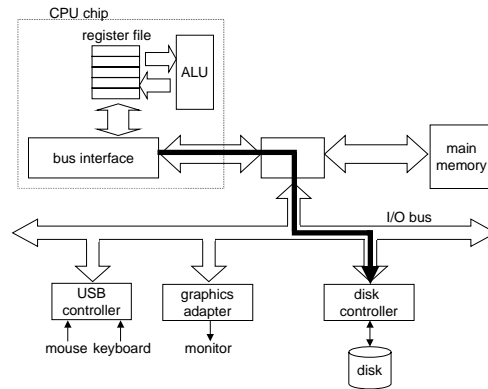 CPU chip
register file
ALU
bus interface
main
memory
I/O bus
USB
controller
graphics
adapter
disk
controller
mouse keyboard
monitor
disk